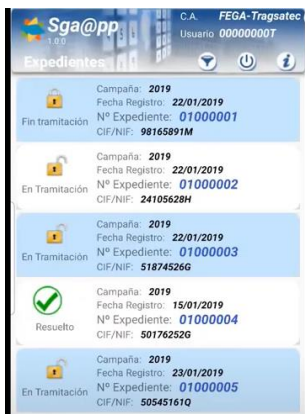 Sga@pp
1.0.0
C.A. FEGA-Tragsatec
Usuario 00000000T
Expedientes
Campaña: 2019
Fecha Registro: 22/01/2019
Nº Expediente: 01000001
CIF/NIF: 98165891M
Fin tramitación
Campaña: 2019
Fecha Registro: 22/01/2019
Nº Expediente: 01000002
CIF/NIF: 24105628H
En Tramitación
Campaña: 2019
Fecha Registro: 22/01/2019
Nº Expediente: 01000003
CIF/NIF: 51874526G
En Tramitación
Campaña: 2019
Fecha Registro: 15/01/2019
Nº Expediente: 01000004
CIF/NIF: 50176252G
Resuelto
Campaña: 2019
Fecha Registro: 23/01/2019
Nº Expediente: 01000005
CIF/NIF: 50545161Q
En Tramitación